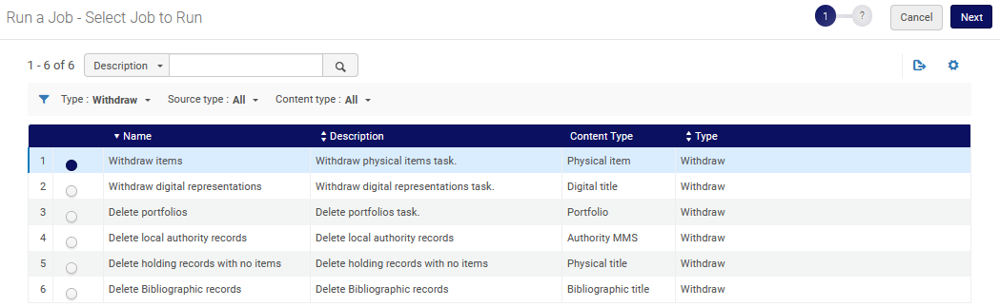 Run a Job - Select Job to Run 1 ? Cancel Next
1 - 6 of 6 Description
Type : Withdraw Source type : All Content type : All
Name Description Content Type Type
1 Withdraw items Withdraw physical items task. Physical item Withdraw
2 Withdraw digital representations Withdraw digital representations task. Digital title Withdraw
3 Delete portfolios Delete portfolios task. Portfolio Withdraw
4 Delete local authority records Delete local authority records Authority MMS Withdraw
5 Delete holding records with no items Delete holding records with no items Physical title Withdraw
6 Delete Bibliographic records Delete Bibliographic records Bibliographic title Withdraw